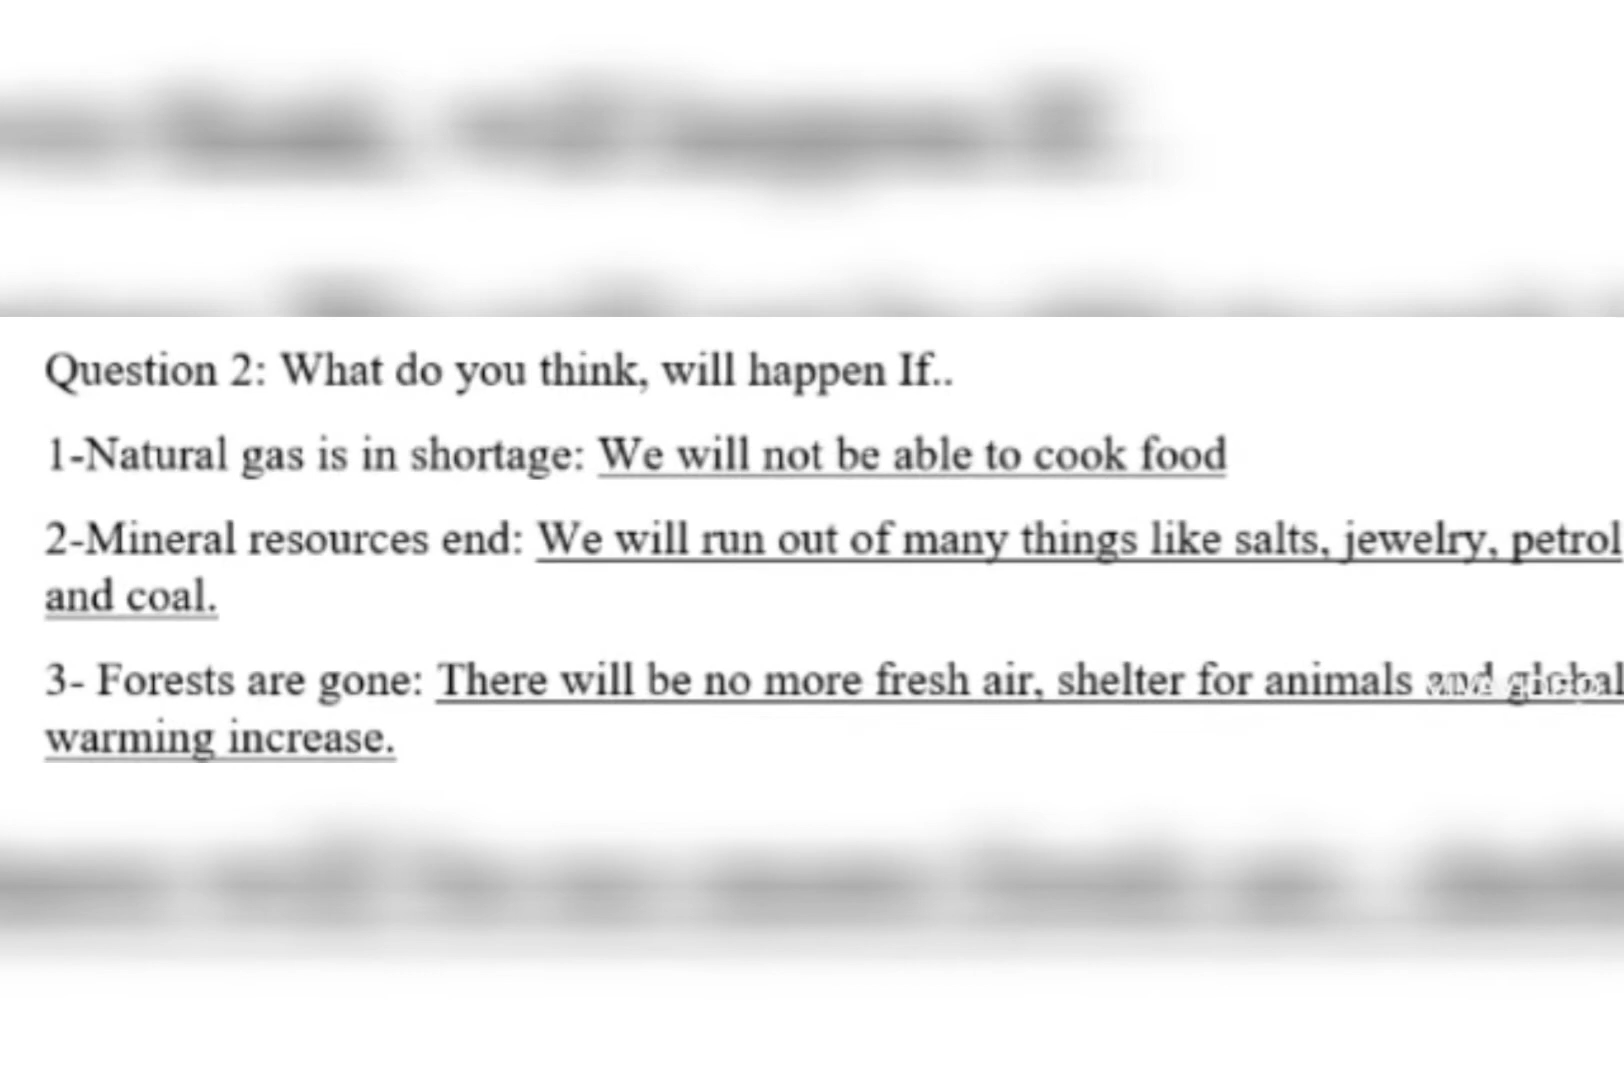 Question 2: What do you think, will happen If..
1-Natural gas is in shortage: We will not be able to cook food
2-Mineral resources end: We will run out of many things like salts, jewelry, petrol
and coal.
3- Forests are gone: There will be no more fresh air, shelter for animals and global
warming increase.